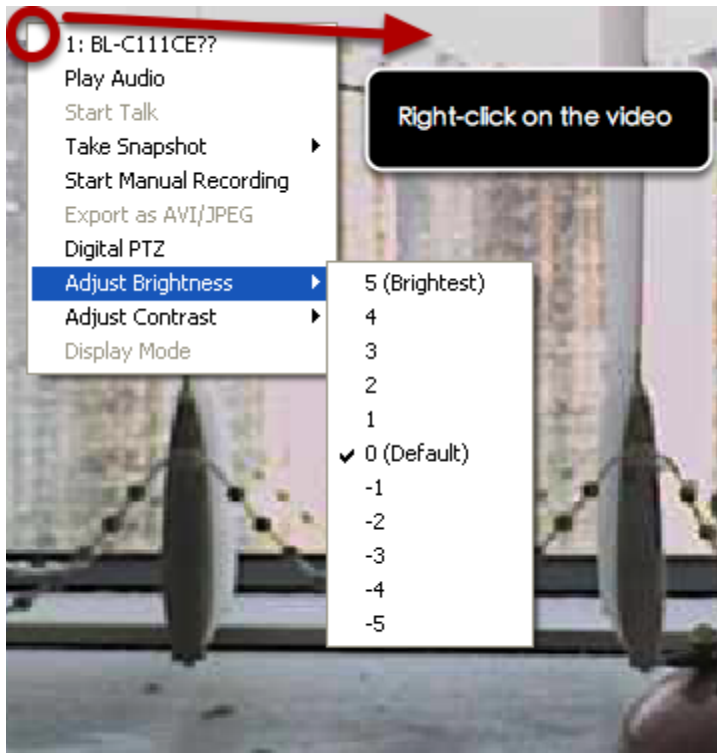 1: BL-C111CE??
Play Audio
Start Talk
Take Snapshot
Start Manual Recording
Export as AVI/JPEG
Digital PTZ
Adjust Brightness
Adjust Contrast
Display Mode
Right-click on the video
5 (Brightest)
4
3
2
1
0 (Default)
-1
-2
-3
-4
-5